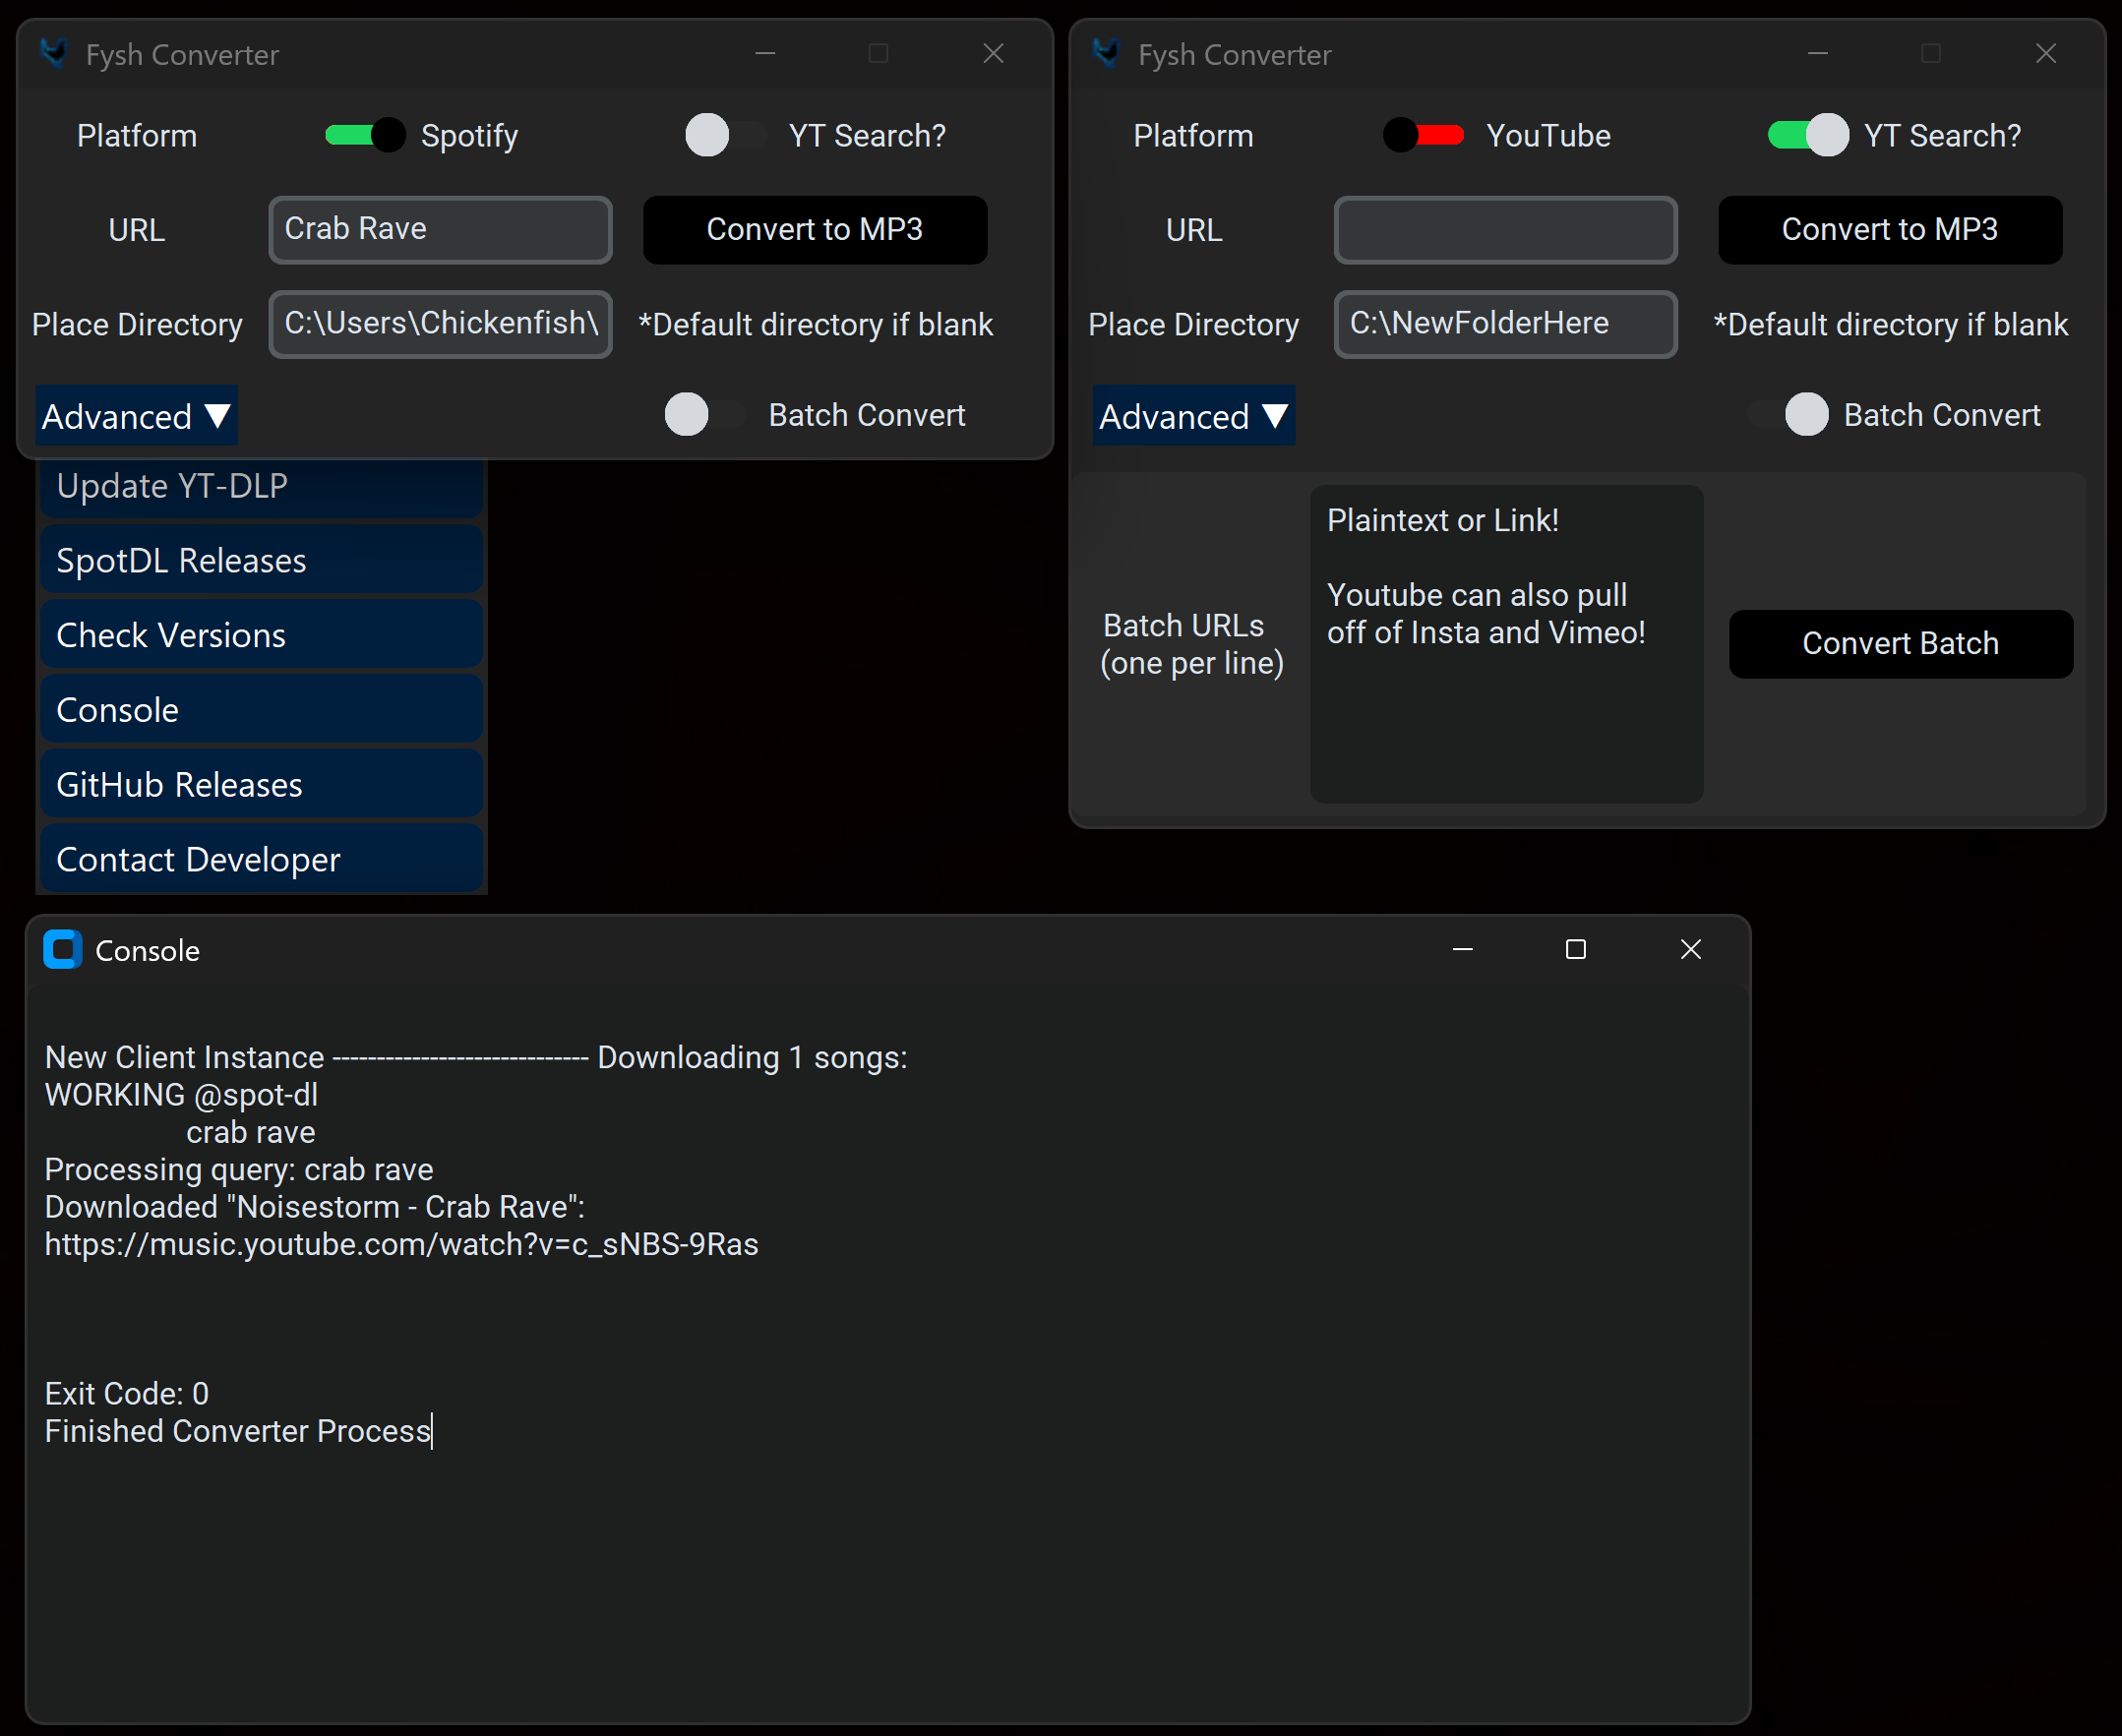 Fysh Converter
Platform
Spotify
YT Search?
URL
Crab Rave
Convert to MP3
Place Directory
C:\Users\Chickenfish\
*Default directory if blank
Advanced ▼
Batch Convert
Update YT-DLP
SpotDL Releases
Check Versions
Console
GitHub Releases
Contact Developer
Fysh Converter
Platform
YouTube
YT Search?
URL
Convert to MP3
Place Directory
C:\NewFolderHere
*Default directory if blank
Advanced ▼
Batch Convert
Batch URLs
(one per line)
Plaintext or Link!
Youtube can also pull
off of Insta and Vimeo!
Convert Batch
Console
New Client Instance ----------------------------- Downloading 1 songs:
WORKING @spot-dl
crab rave
Processing query: crab rave
Downloaded "Noisestorm - Crab Rave":
https://music.youtube.com/watch?v=c_sNBS-9Ras
Exit Code: 0
Finished Converter Process